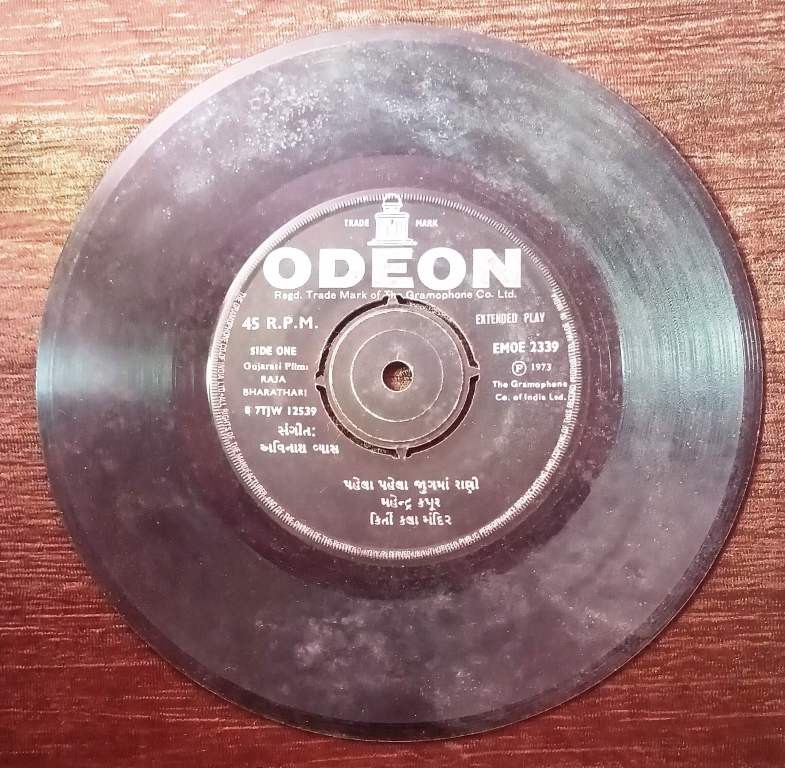 TRADE MARK
ODEON
Regd. Trade Mark of The Gramophone Co. Ltd.
45 R.P.M.
EXTENDED PLAY
SIDE ONE
Gujarati Film:
RAJA
BHARATHARI
7TJW 12539
EMOE 2339
Ⓟ 1973
The Gramophone
Co. of India Ltd.
સંગીત:
અવિનાશ વ્યાસ
પહેલા પહેલા જુગમાં રાણી
મહેન્દ્ર કપૂર
કિર્તી કલા મંદિર